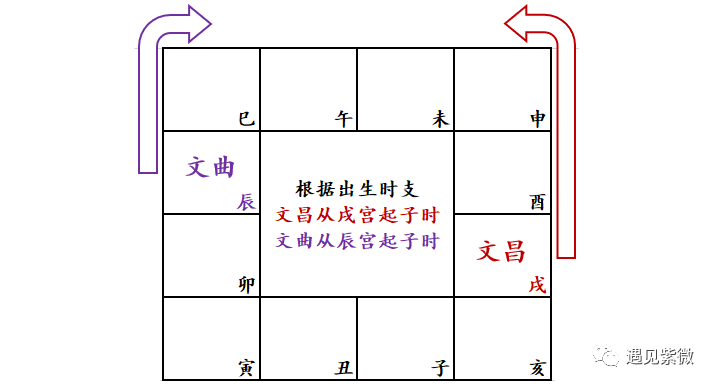 巳
午
未
申
文曲
辰
根据出生时支
文昌从戌宫起子时
文曲从辰宫起子时
酉
卯
文昌
戌
寅
丑
子
亥
遇见紫微